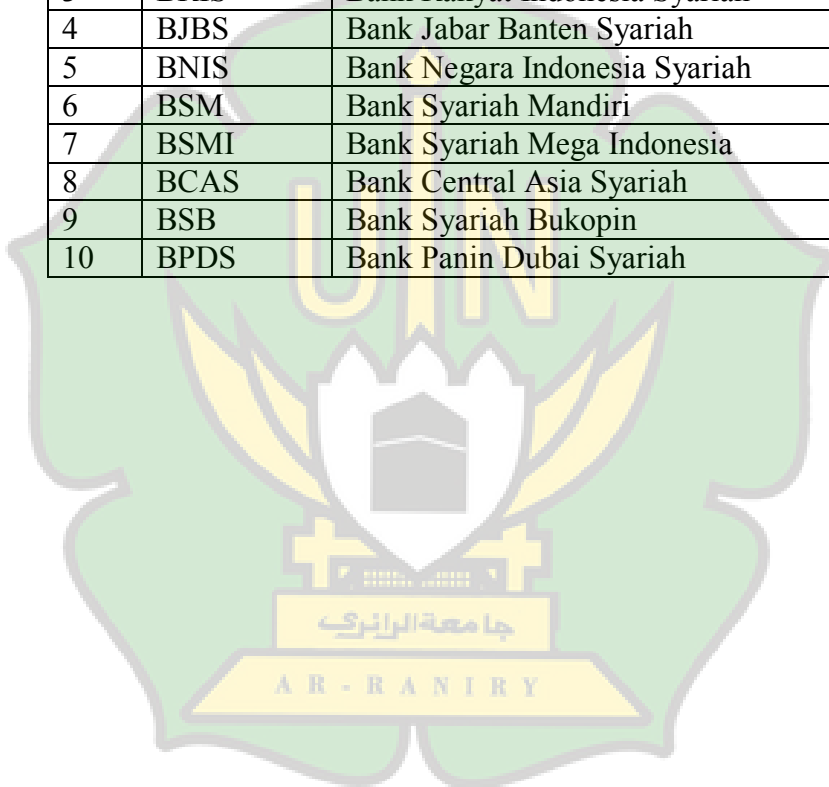 4 BJBS Bank Jabar Banten Syariah
5 BNIS Bank Negara Indonesia Syariah
6 BSM Bank Syariah Mandiri
7 BSMI Bank Syariah Mega Indonesia
8 BCAS Bank Central Asia Syariah
9 BSB Bank Syariah Bukopin
10 BPDS Bank Panin Dubai Syariah
UIN
جامعة الرانري
AR-RANIRY